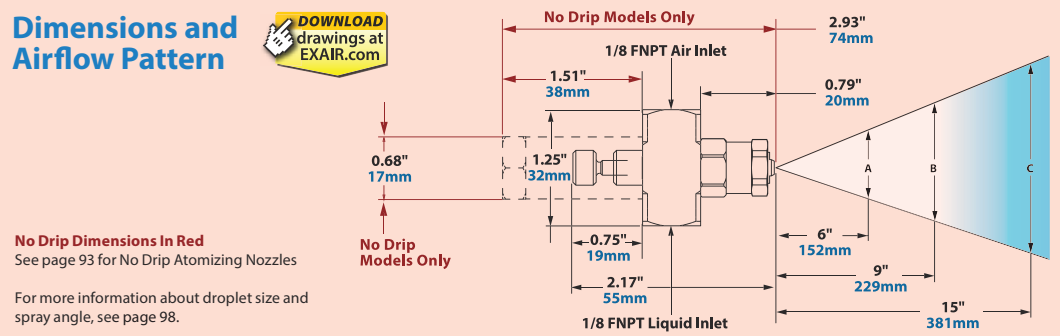 Dimensions and
Airflow Pattern
DOWNLOAD
drawings at
EXAIR.com
No Drip Models Only
2.93"
74mm
1/8 FNPT Air Inlet
1.51"
38mm
0.79"
20mm
0.68"
17mm
1.25"
32mm
A
B
C
No Drip Dimensions In Red
See page 93 for No Drip Atomizing Nozzles
No Drip
Models Only
0.75"
19mm
6"
152mm
9"
229mm
2.17"
55mm
For more information about droplet size and
spray angle, see page 98.
15"
381mm
1/8 FNPT Liquid Inlet